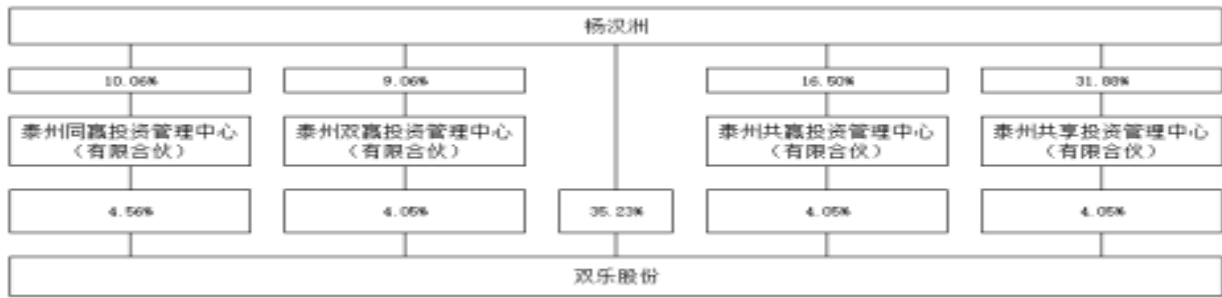 杨汉洲
10.06% 9.06% 16.50% 31.88%
泰州同赢投资管理中心 泰州双赢投资管理中心 泰州共赢投资管理中心 泰州共享投资管理中心
（有限合伙） （有限合伙） （有限合伙） （有限合伙）
4.56% 4.05% 35.23% 4.05% 4.05%
双乐股份